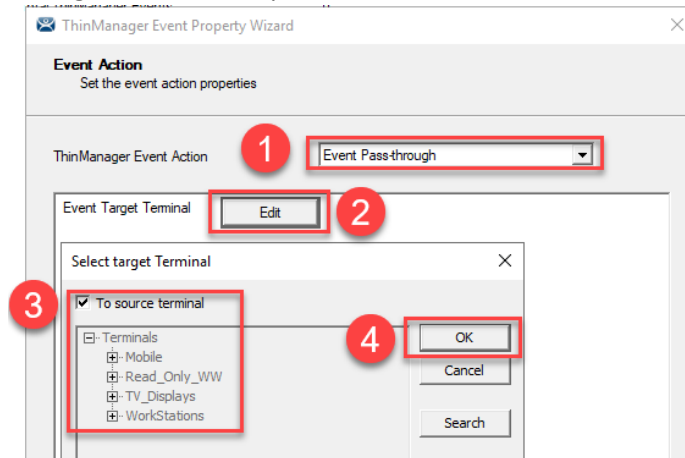 ThinManager Event Property Wizard
Event Action
Set the event action properties
ThinManager Event Action
1
Event Pass-through
Event Target Terminal
Edit
2
Select target Terminal
3
To source terminal
Terminals
Mobile
Read_Only_WW
TV_Displays
WorkStations
4
OK
Cancel
Search